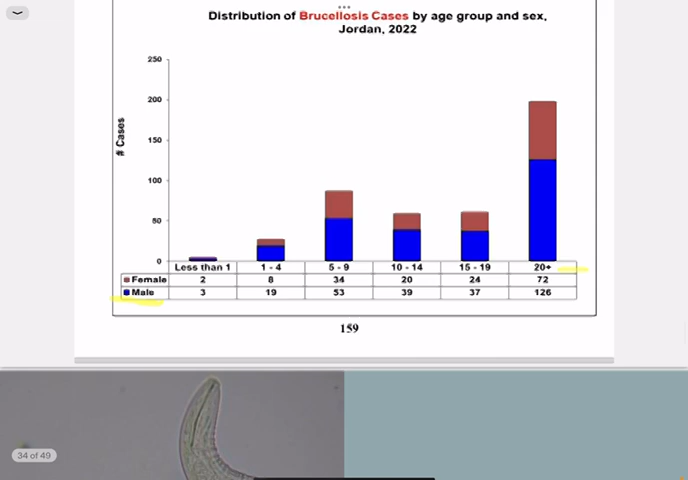 Distribution of Brucellosis Cases by age group and sex,
Jordan, 2022
# Cases
250
200
150
100
50
0
Less than 1 1 - 4 5 - 9 10 - 14 15 - 19 20+
Female 2 8 34 20 24 72
Male 3 19 53 39 37 126
159
34 of 49